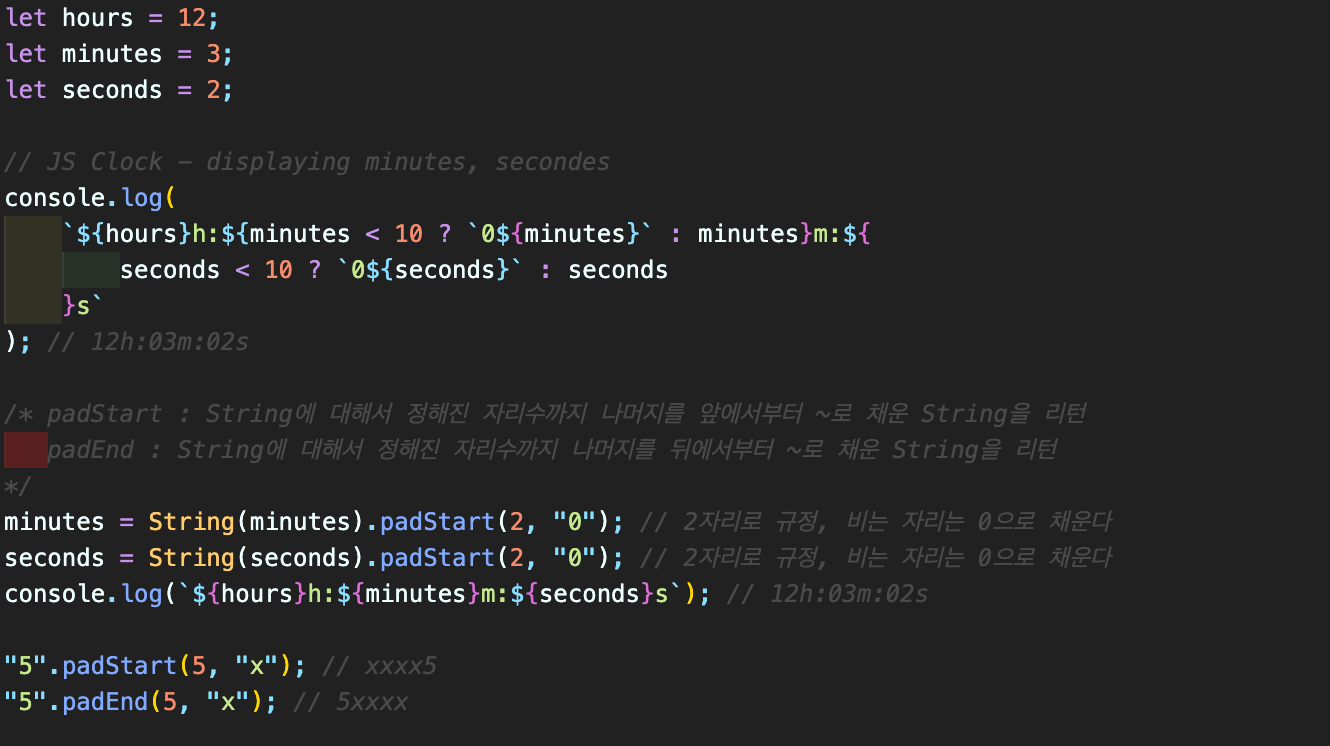 let hours = 12;
let minutes = 3;
let seconds = 2;
// JS Clock - displaying minutes, secondes
console.log(
`${hours}h:${minutes < 10 ? `0${minutes}` : minutes}m:${
seconds < 10 ? `0${seconds}` : seconds
}s`
); // 12h:03m:02s
/* padStart : String에 대해서 정해진 자리수까지 나머지를 앞에서부터 ~로 채운 String을 리턴
padEnd : String에 대해서 정해진 자리수까지 나머지를 뒤에서부터 ~로 채운 String을 리턴
*/
minutes = String(minutes).padStart(2, "0"); // 2자리로 규정, 비는 자리는 0으로 채운다
seconds = String(seconds).padStart(2, "0"); // 2자리로 규정, 비는 자리는 0으로 채운다
console.log(`${hours}h:${minutes}m:${seconds}s`); // 12h:03m:02s
"5".padStart(5, "x"); // xxxx5
"5".padEnd(5, "x"); // 5xxxx